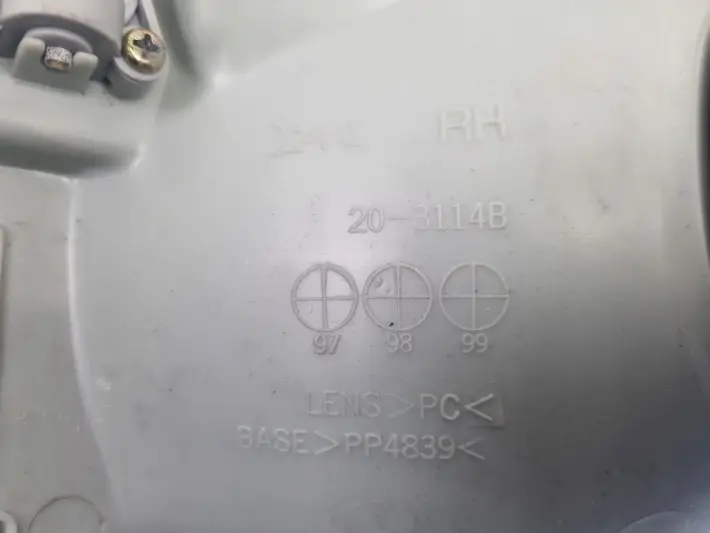 RH
20-3114B
97 98 99
LENS>PC<
BASE>PP4839<